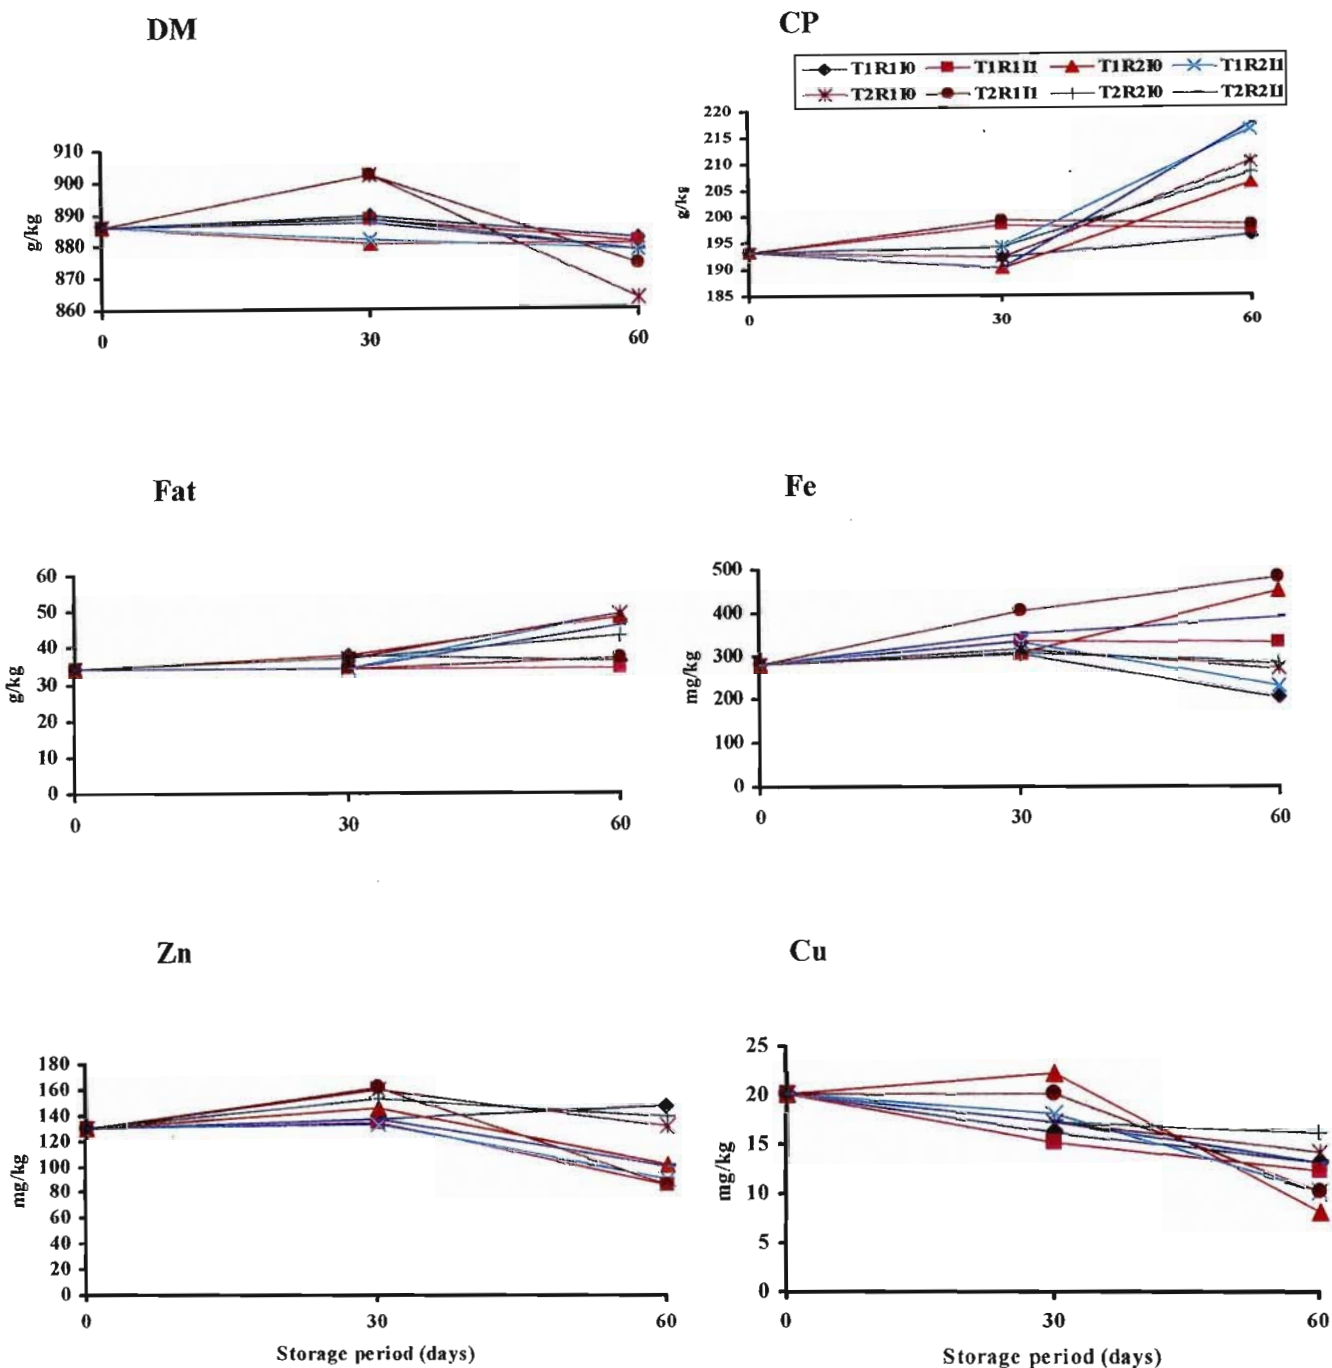 DM
CP
T1R1I0 T1R1I1 T1R2I0 T1R2I1
T2R1I0 T2R1I1 T2R2I0 T2R2I1
910
900
890
880
870
860
g/kg
0 30 60
220
215
210
205
200
195
190
185
g/kg
0 30 60
Fat
Fe
60
50
40
30
20
10
0
g/kg
0 30 60
500
400
300
200
100
0
mg/kg
0 30 60
Zn
Cu
180
160
140
120
100
80
60
40
20
0
mg/kg
0 30 60
Storage period (days)
25
20
15
10
5
0
mg/kg
0 30 60
Storage period (days)